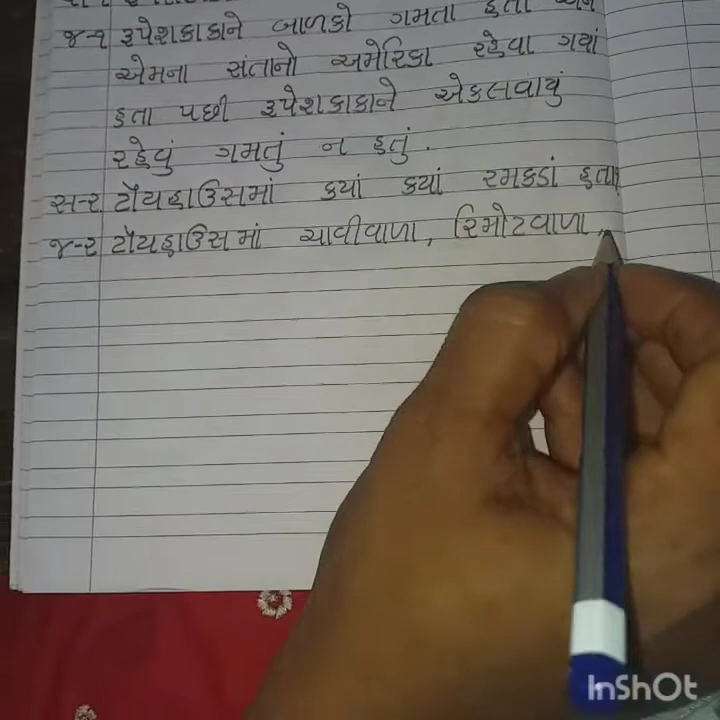 જ-૧ રૂપેશકાકાને બાળકો ગમતા હતા
એમના સંતાનો અમેરિકા રહેવા ગયાં
હતા પછી રૂપેશકાકાને એકલવાયું
રહેવું ગમતું ન હતું.
સ-૨ ટૉયહાઉસમાં કયાં કયાં રમકડાં હતા?
જ-૨ ટૉયહાઉસમાં ચાવીવાળા, રિમોટવાળા,
InShOt